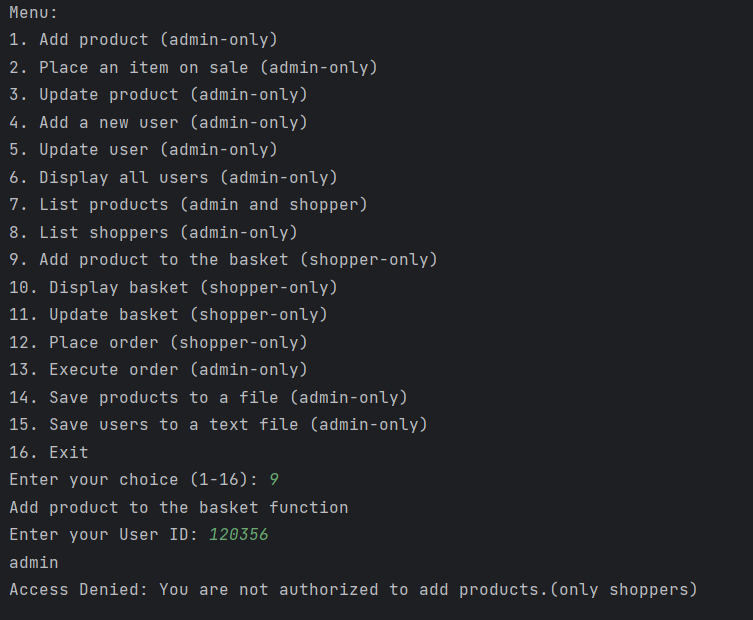 Menu:
1. Add product (admin-only)
2. Place an item on sale (admin-only)
3. Update product (admin-only)
4. Add a new user (admin-only)
5. Update user (admin-only)
6. Display all users (admin-only)
7. List products (admin and shopper)
8. List shoppers (admin-only)
9. Add product to the basket (shopper-only)
10. Display basket (shopper-only)
11. Update basket (shopper-only)
12. Place order (shopper-only)
13. Execute order (admin-only)
14. Save products to a file (admin-only)
15. Save users to a text file (admin-only)
16. Exit
Enter your choice (1-16): 9
Add product to the basket function
Enter your User ID: 120356
admin
Access Denied: You are not authorized to add products.(only shoppers)